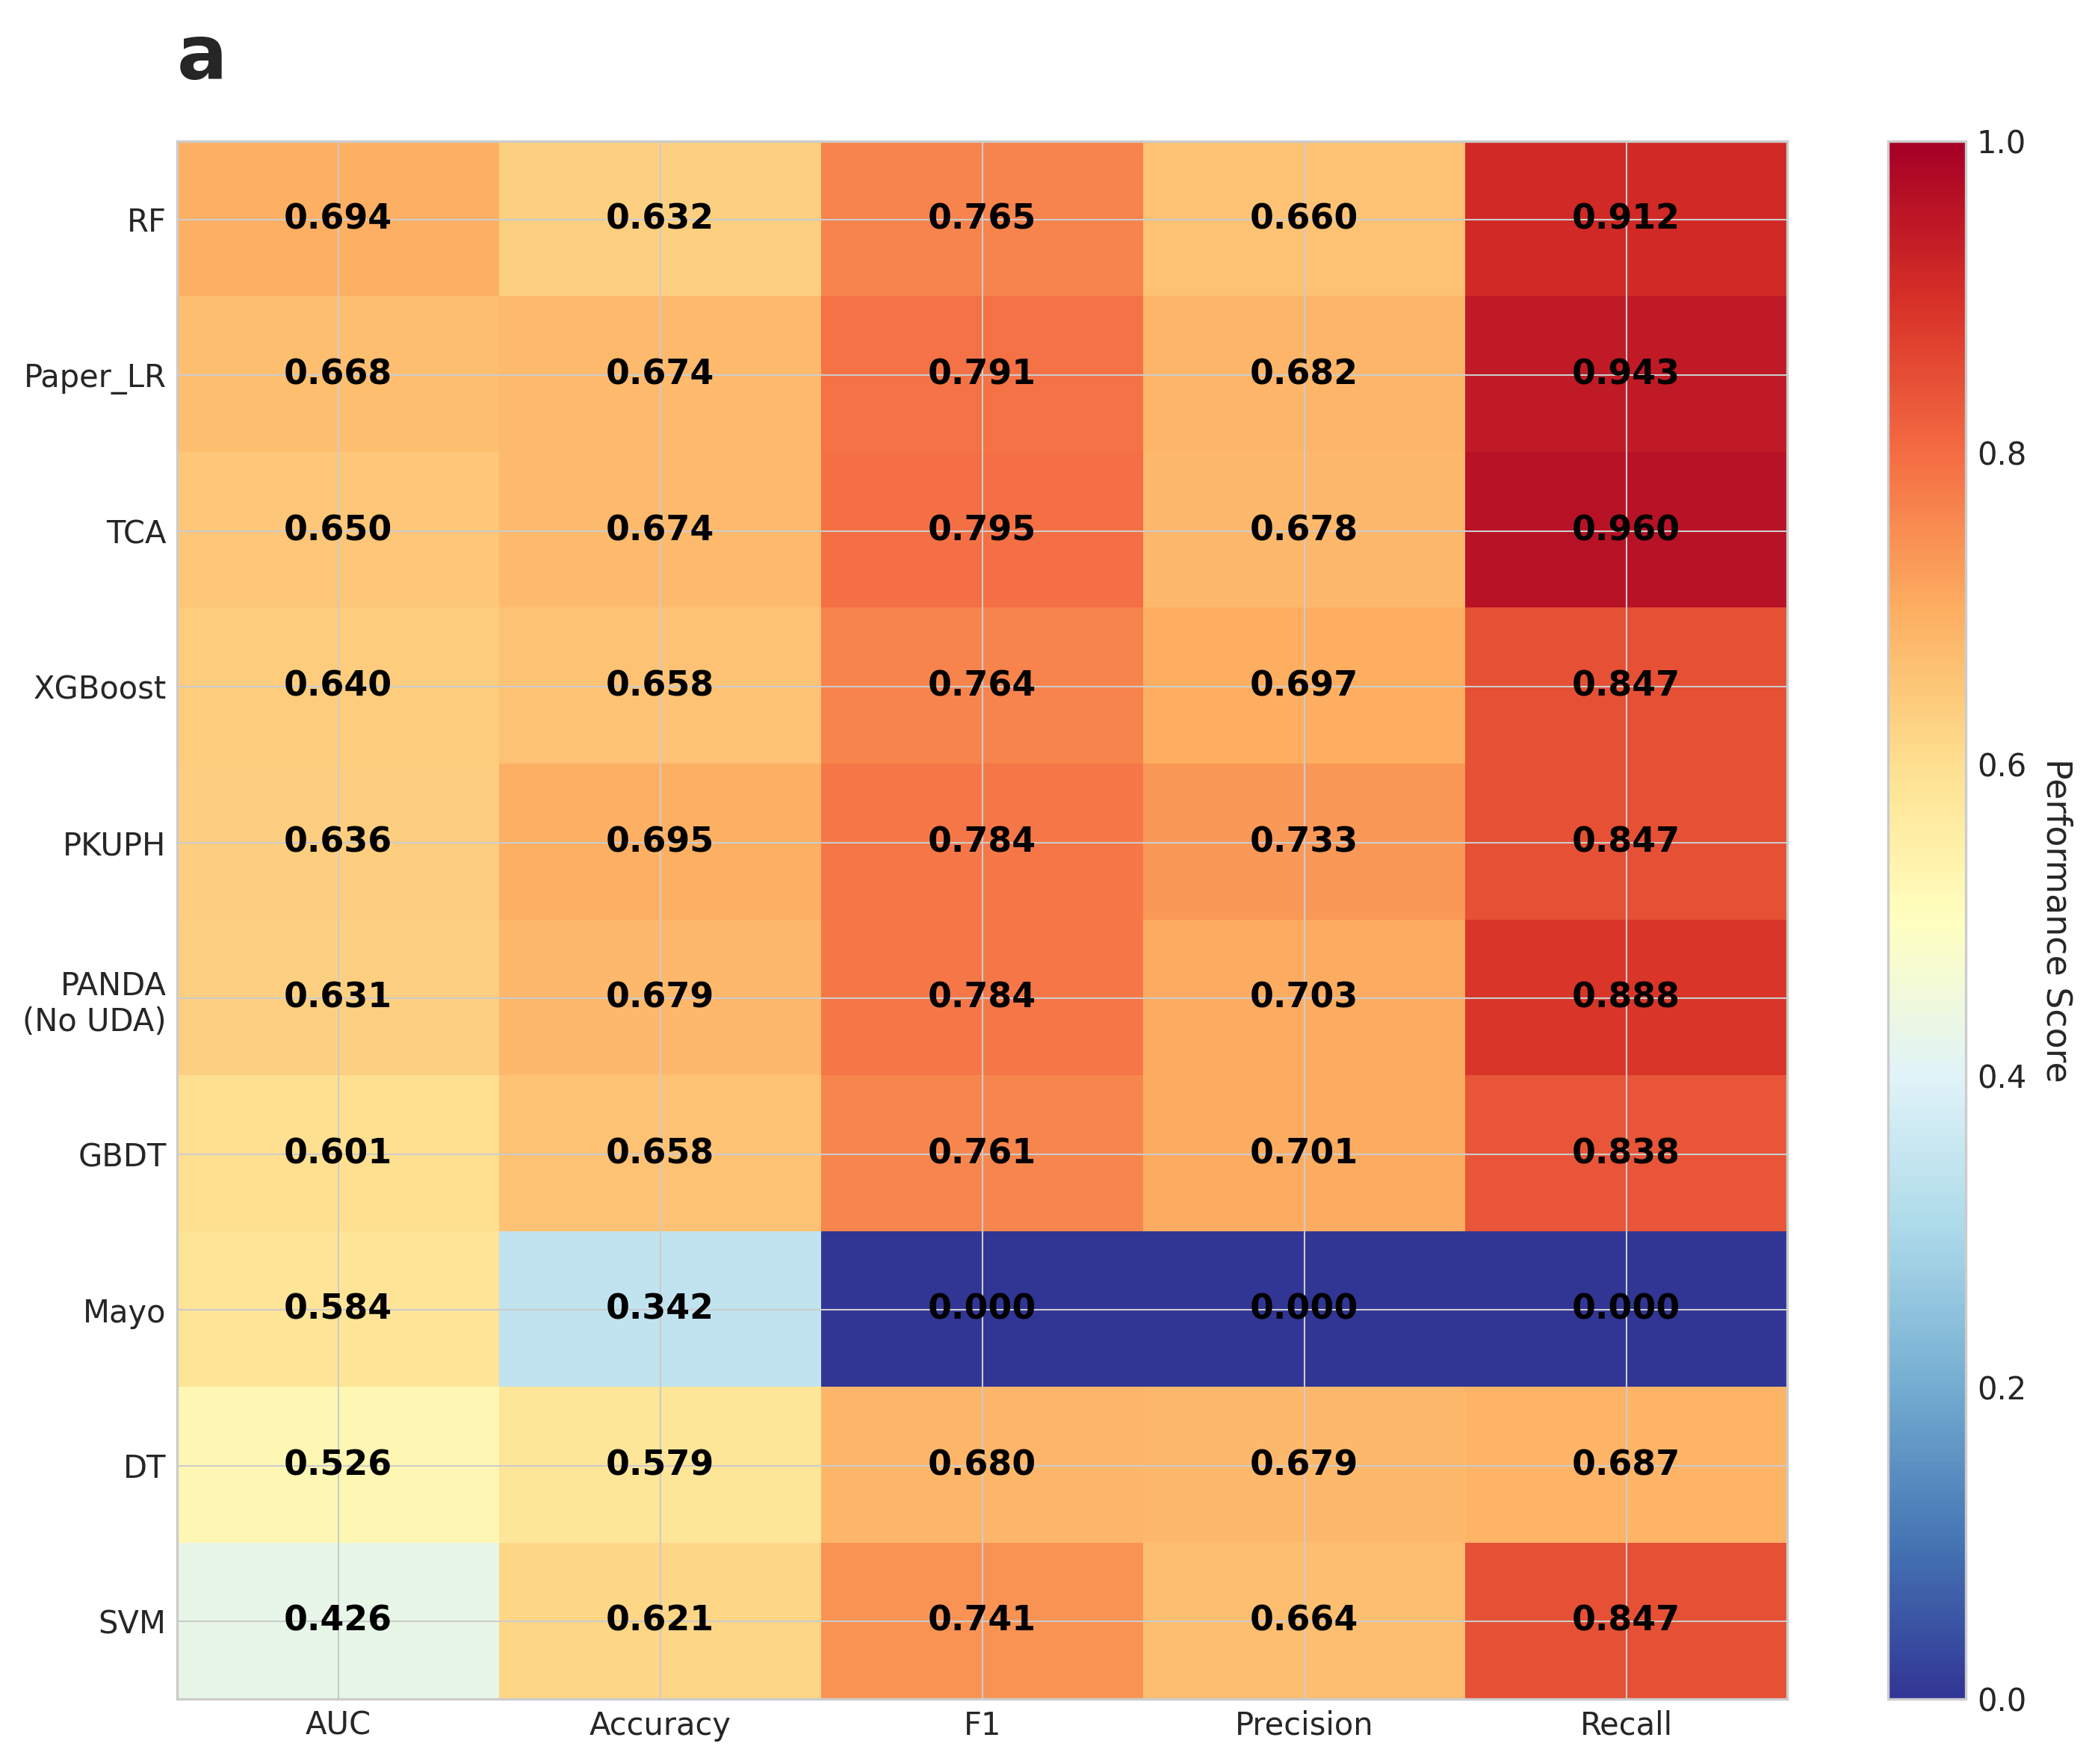 a
RF 0.694 0.632 0.765 0.660 0.912
Paper_LR 0.668 0.674 0.791 0.682 0.943
TCA 0.650 0.674 0.795 0.678 0.960
XGBoost 0.640 0.658 0.764 0.697 0.847
PKUPH 0.636 0.695 0.784 0.733 0.847
PANDA
(No UDA) 0.631 0.679 0.784 0.703 0.888
GBDT 0.601 0.658 0.761 0.701 0.838
Mayo 0.584 0.342 0.000 0.000 0.000
DT 0.526 0.579 0.680 0.679 0.687
SVM 0.426 0.621 0.741 0.664 0.847
AUC Accuracy F1 Precision Recall
1.0
0.8
0.6
0.4
0.2
0.0
Performance Score